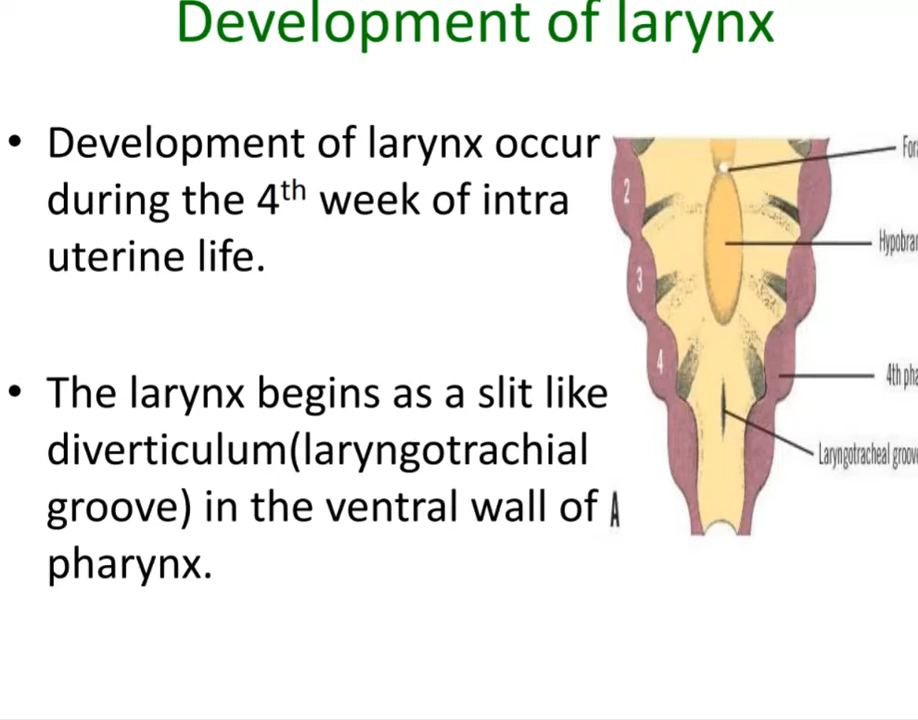 Development of larynx
• Development of larynx occur
during the 4th week of intra
uterine life.
• The larynx begins as a slit like
diverticulum(laryngotrachial
groove) in the ventral wall of
pharynx.
2
3
4
4th
Laryngotracheal groove
A